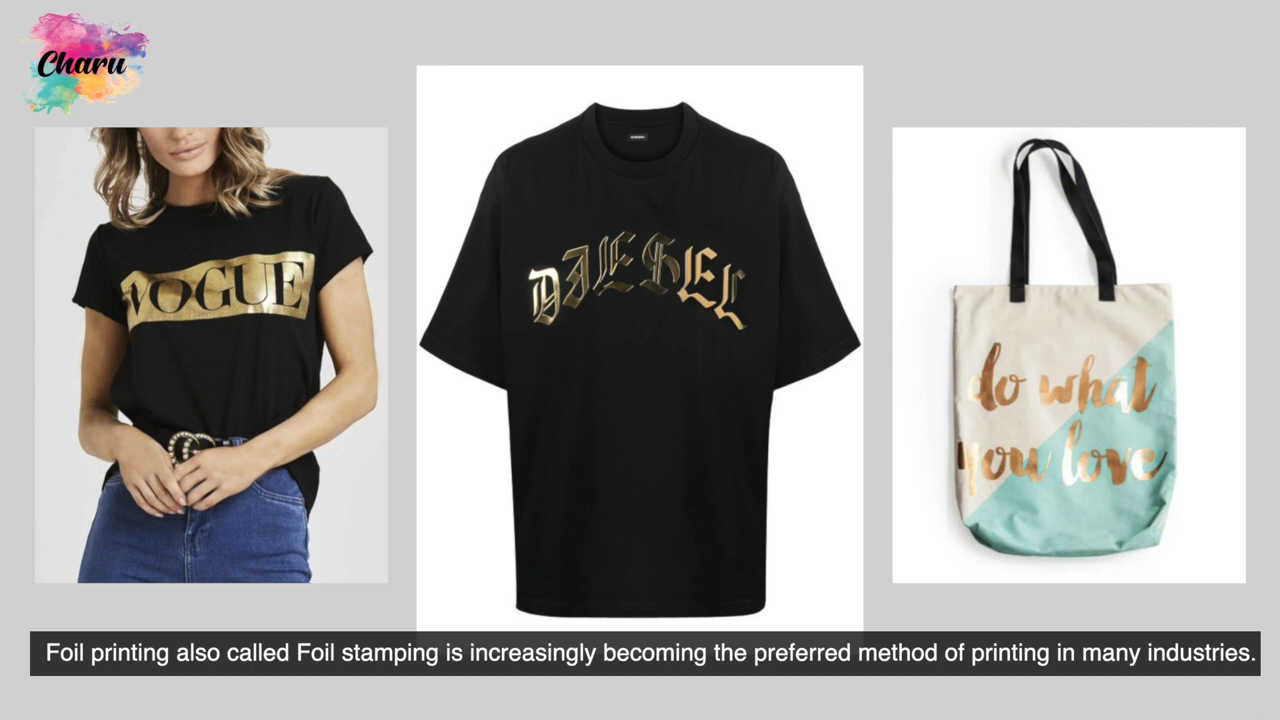 Charu
VOGUE
DIESEL
do what
you love
Foil printing also called Foil stamping is increasingly becoming the preferred method of printing in many industries.